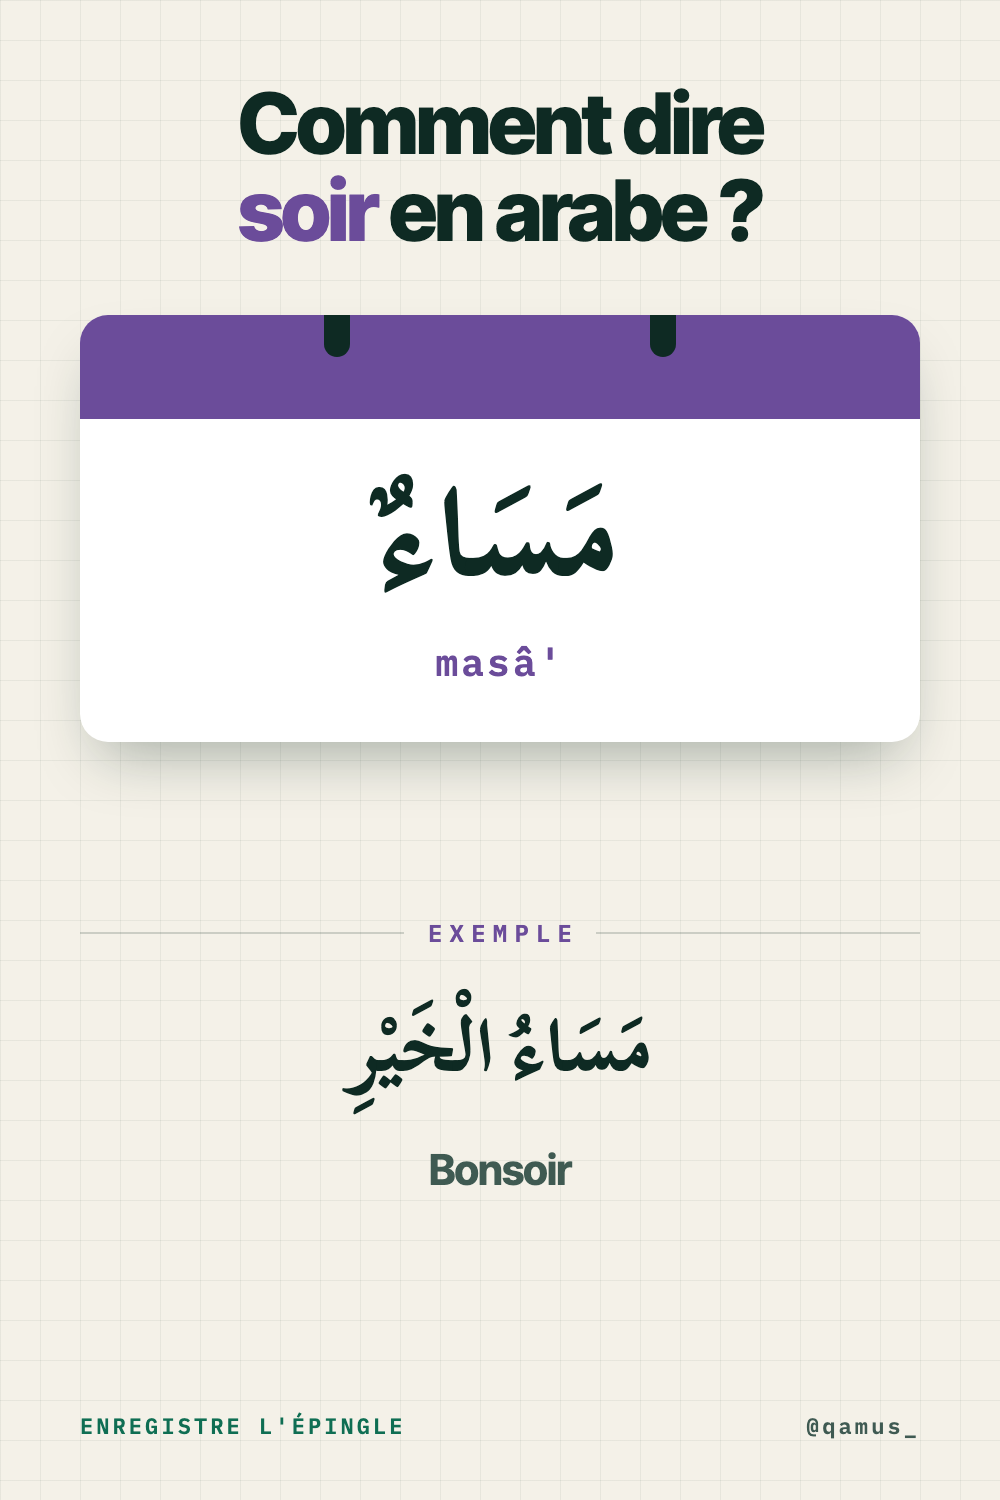 Comment dire
soir en arabe ?
مَسَاءٌ
masâ'
EXEMPLE
مَسَاءُ الْخَيْرِ
Bonsoir
ENREGISTRE L'ÉPINGLE
@qamus_